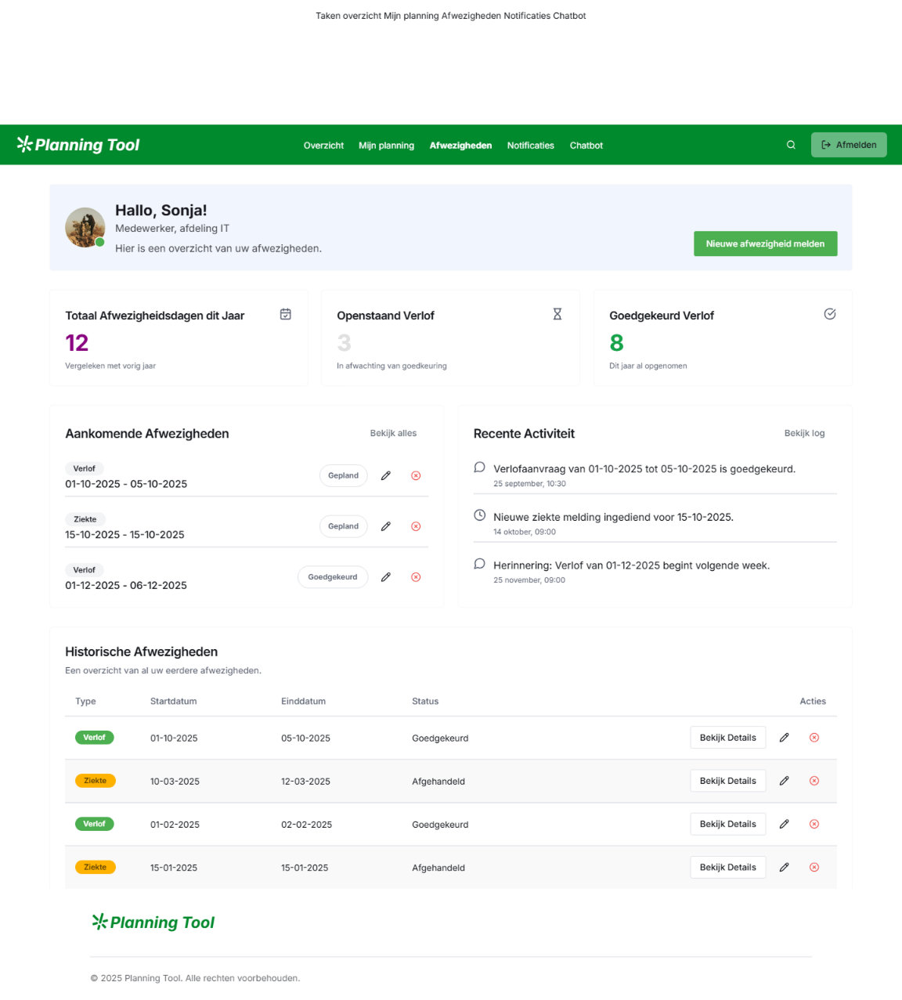 Taken overzicht Mijn planning Afwezigheden Notificaties Chatbot
Planning Tool
Overzicht Mijn planning Afwezigheden Notificaties Chatbot
Afmelden
Hallo, Sonja!
Medewerker, afdeling IT
Hier is een overzicht van uw afwezigheden.
Nieuwe afwezigheid melden
Totaal Afwezigheidsdagen dit Jaar
12
Vergeleken met vorig jaar
Openstaand Verlof
3
In afwachting van goedkeuring
Goedgekeurd Verlof
8
Dit jaar al opgenomen
Aankomende Afwezigheden
Bekijk alles
Verlof
01-10-2025 - 05-10-2025
Gepland
Ziekte
15-10-2025 - 15-10-2025
Gepland
Verlof
01-12-2025 - 06-12-2025
Goedgekeurd
Recente Activiteit
Bekijk log
Verlofaanvraag van 01-10-2025 tot 05-10-2025 is goedgekeurd.
25 september, 10:30
Nieuwe ziekte melding ingediend voor 15-10-2025.
14 oktober, 09:00
Herinnering: Verlof van 01-12-2025 begint volgende week.
25 november, 09:00
Historische Afwezigheden
Een overzicht van al uw eerdere afwezigheden.
Type Startdatum Einddatum Status Acties
Verlof 01-10-2025 05-10-2025 Goedgekeurd Bekijk Details
Ziekte 10-03-2025 12-03-2025 Afgehandeld Bekijk Details
Verlof 01-02-2025 02-02-2025 Goedgekeurd Bekijk Details
Ziekte 15-01-2025 15-01-2025 Afgehandeld Bekijk Details
Planning Tool
© 2025 Planning Tool. Alle rechten voorbehouden.